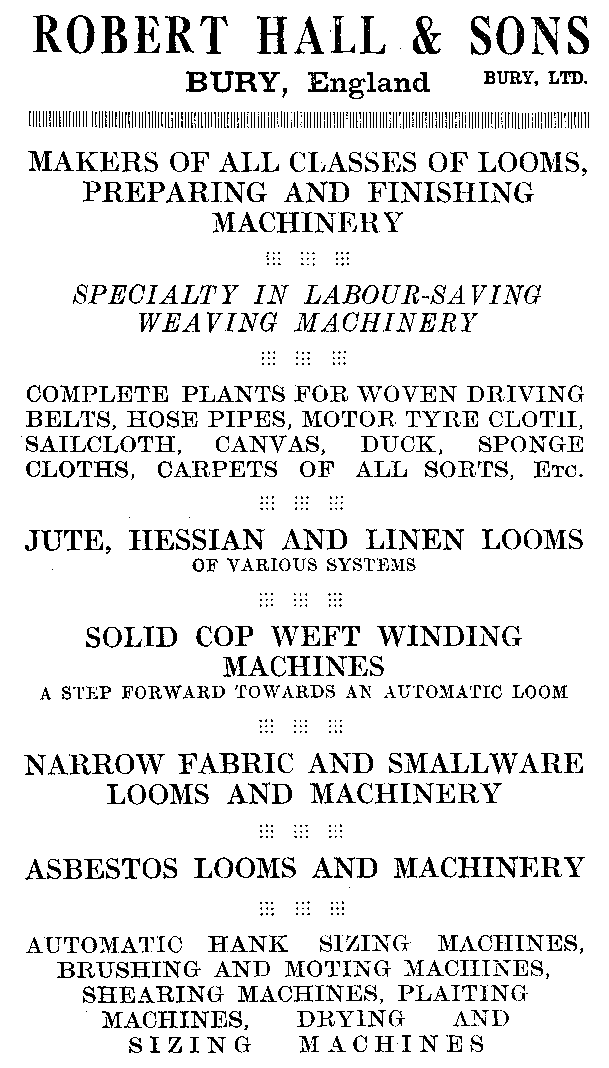 ROBERT HALL & SONS
BURY, England BURY, LTD.
MAKERS OF ALL CLASSES OF LOOMS,
PREPARING AND FINISHING
MACHINERY
SPECIALTY IN LABOUR-SAVING
WEAVING MACHINERY
COMPLETE PLANTS FOR WOVEN DRIVING
BELTS, HOSE PIPES, MOTOR TYRE CLOTH,
SAILCLOTH, CANVAS, DUCK, SPONGE
CLOTHS, CARPETS OF ALL SORTS, ETC.
JUTE, HESSIAN AND LINEN LOOMS
OF VARIOUS SYSTEMS
SOLID COP WEFT WINDING
MACHINES
A STEP FORWARD TOWARDS AN AUTOMATIC LOOM
NARROW FABRIC AND SMALLWARE
LOOMS AND MACHINERY
ASBESTOS LOOMS AND MACHINERY
AUTOMATIC HANK SIZING MACHINES,
BRUSHING AND MOTING MACHINES,
SHEARING MACHINES, PLAITING
MACHINES, DRYING AND
SIZING MACHINES